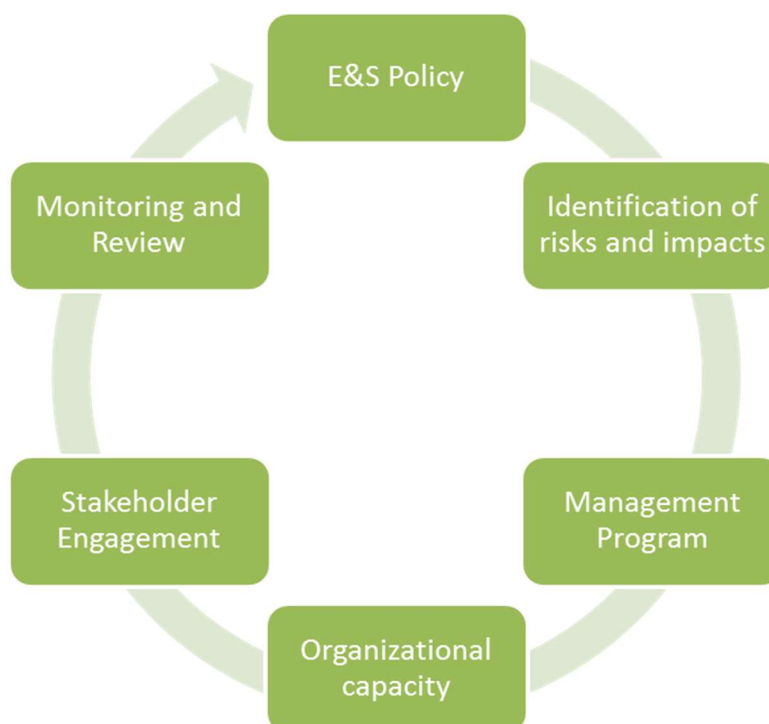 E&S Policy
Identification of
risks and impacts
Management
Program
Organizational
capacity
Stakeholder
Engagement
Monitoring and
Review